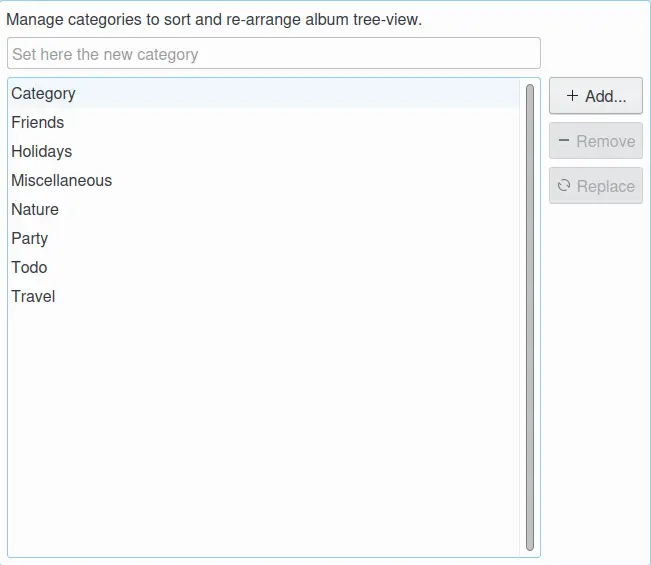 Manage categories to sort and re-arrange album tree-view.
Set here the new category
Category
Friends
Holidays
Miscellaneous
Nature
Party
Todo
Travel
+ Add...
− Remove
Replace